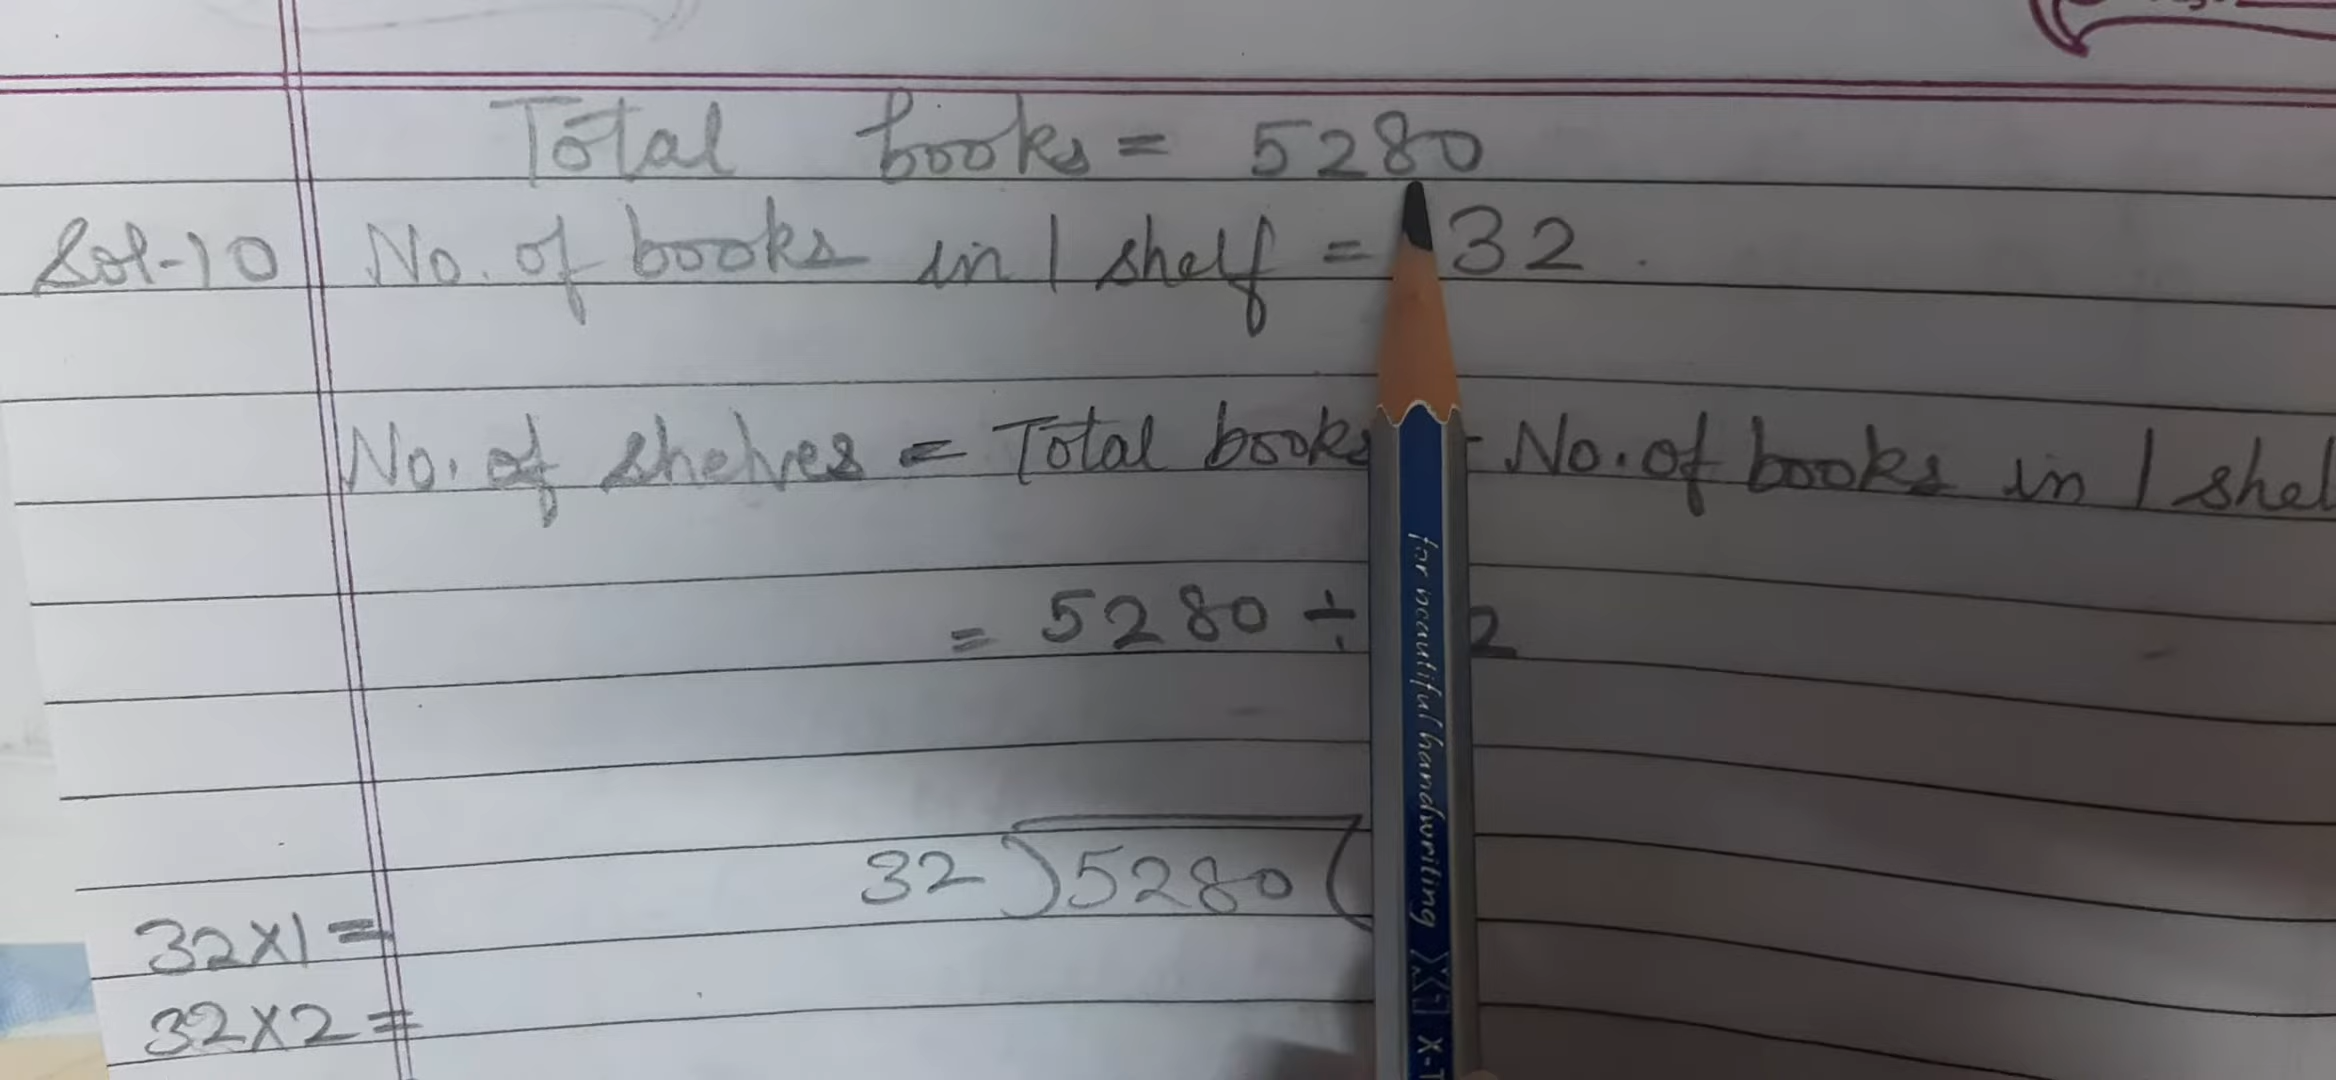 Total books = 5280
Sol-10 No. of books in 1 shelf = 32
No. of shelves = Total books No. of books in 1 shel
= 5280 ÷ 2
32)5280(
32×1=
32×2=
for beautiful handwriting